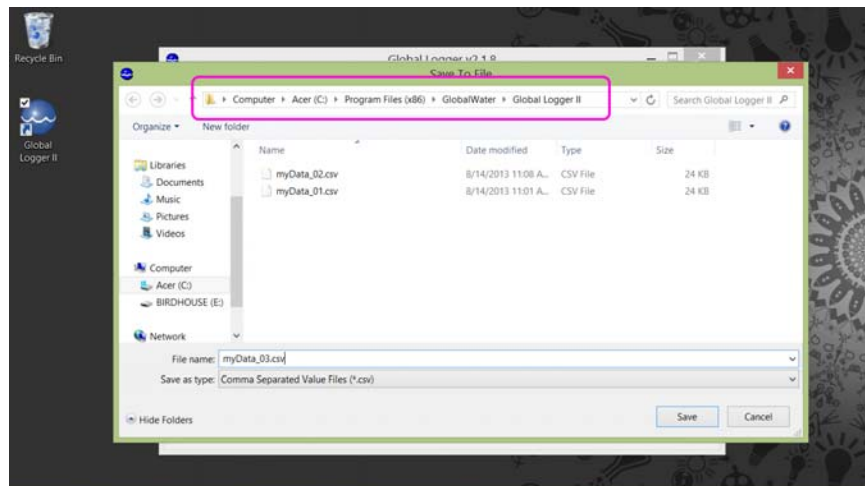 Recycle Bin
Global Logger II
Global Logger v2.1.8
Save To File
Computer Acer (C:) Program Files (x86) GlobalWater Global Logger II
Search Global Logger II
Organize New folder
Name Date modified Type Size
myData_02.csv 8/14/2013 11:08 A... CSV File 24 KB
myData_01.csv 8/14/2013 11:01 A... CSV File 24 KB
Libraries
Documents
Music
Pictures
Videos
Computer
Acer (C:)
BIRDHOUSE (E:)
Network
File name: myData_03.csv
Save as type: Comma Separated Value Files (*.csv)
Hide Folders Save Cancel